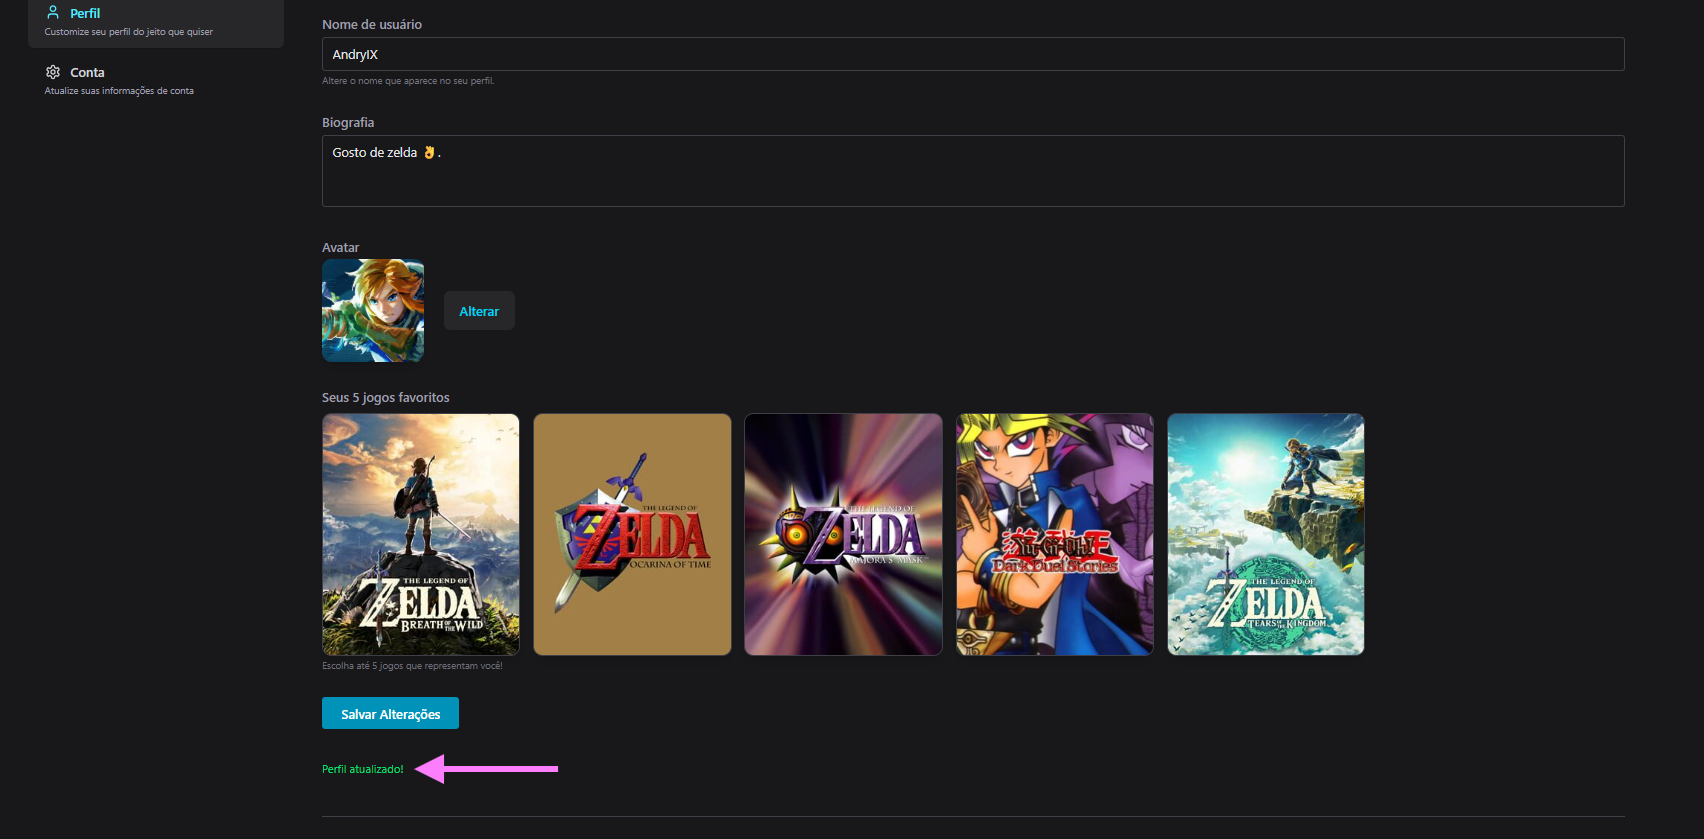 Perfil
Customize seu perfil do jeito que quiser
Conta
Atualize suas informações de conta
Nome de usuário
AndryIX
Altere o nome que aparece no seu perfil.
Biografia
Gosto de zelda 👌.
Avatar
Alterar
Seus 5 jogos favoritos
THE LEGEND OF
ZELDA
BREATH OF THE WILD
THE LEGEND OF
ZELDA
OCARINA OF TIME
THE LEGEND OF
ZELDA
MAJORA'S MASK
遊戯王
Yu-Gi-Oh!
Dark Duel Stories
THE LEGEND OF
ZELDA
TEARS OF THE KINGDOM
Escolha até 5 jogos que representam você!
Salvar Alterações
Perfil atualizado!